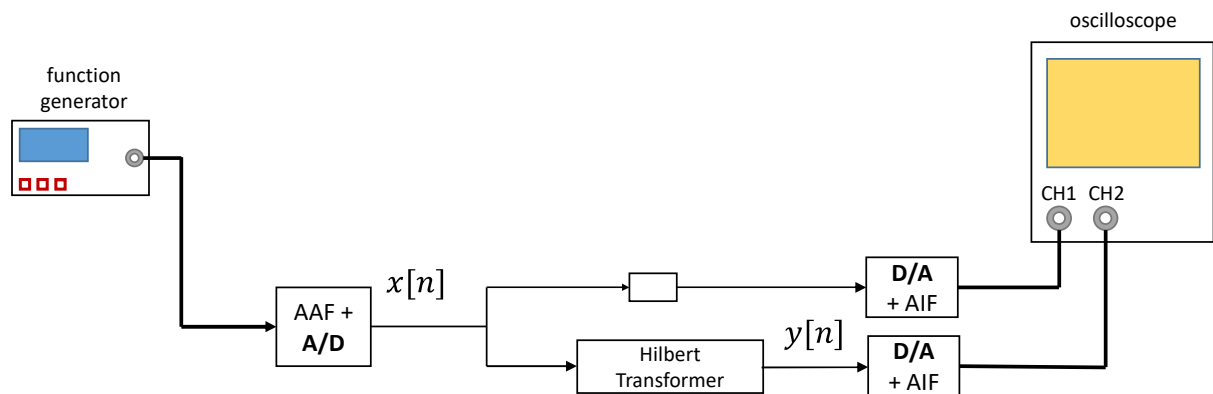 oscilloscope
function
generator
CH1 CH2
x[n]
D/A
+ AIF
AAF +
A/D
y[n]
Hilbert
Transformer
D/A
+ AIF